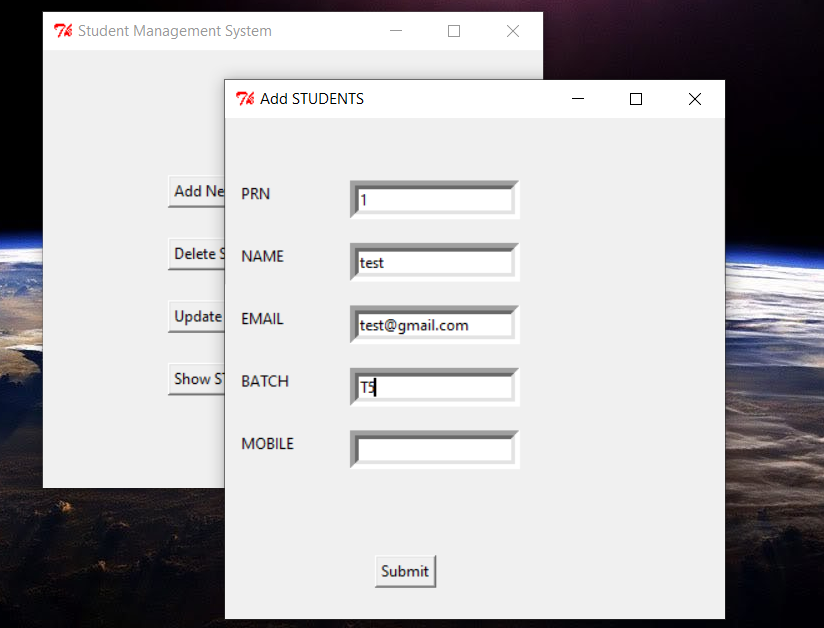 Student Management System
Add STUDENTS
Add Ne
PRN
1
Delete S
NAME
test
Update
EMAIL
test@gmail.com
Show ST
BATCH
T5
MOBILE
Submit